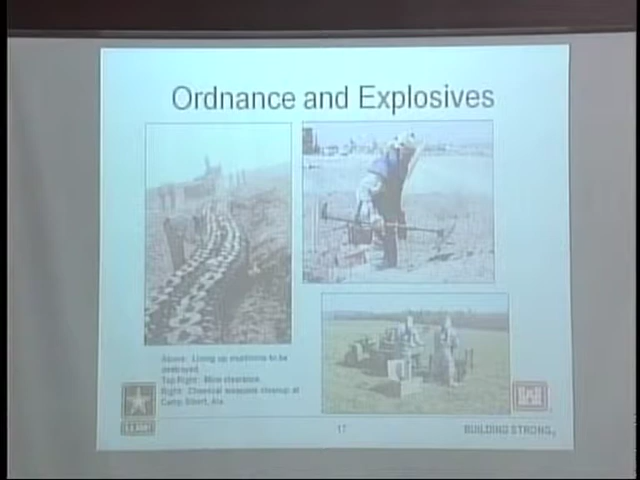 Ordnance and Explosives
Above: Lining up munitions to be
destroyed.
Top Right: Mine clearance.
Right: Chemical weapons cleanup at
Camp Sibert, Ala.
17
BUILDING STRONG